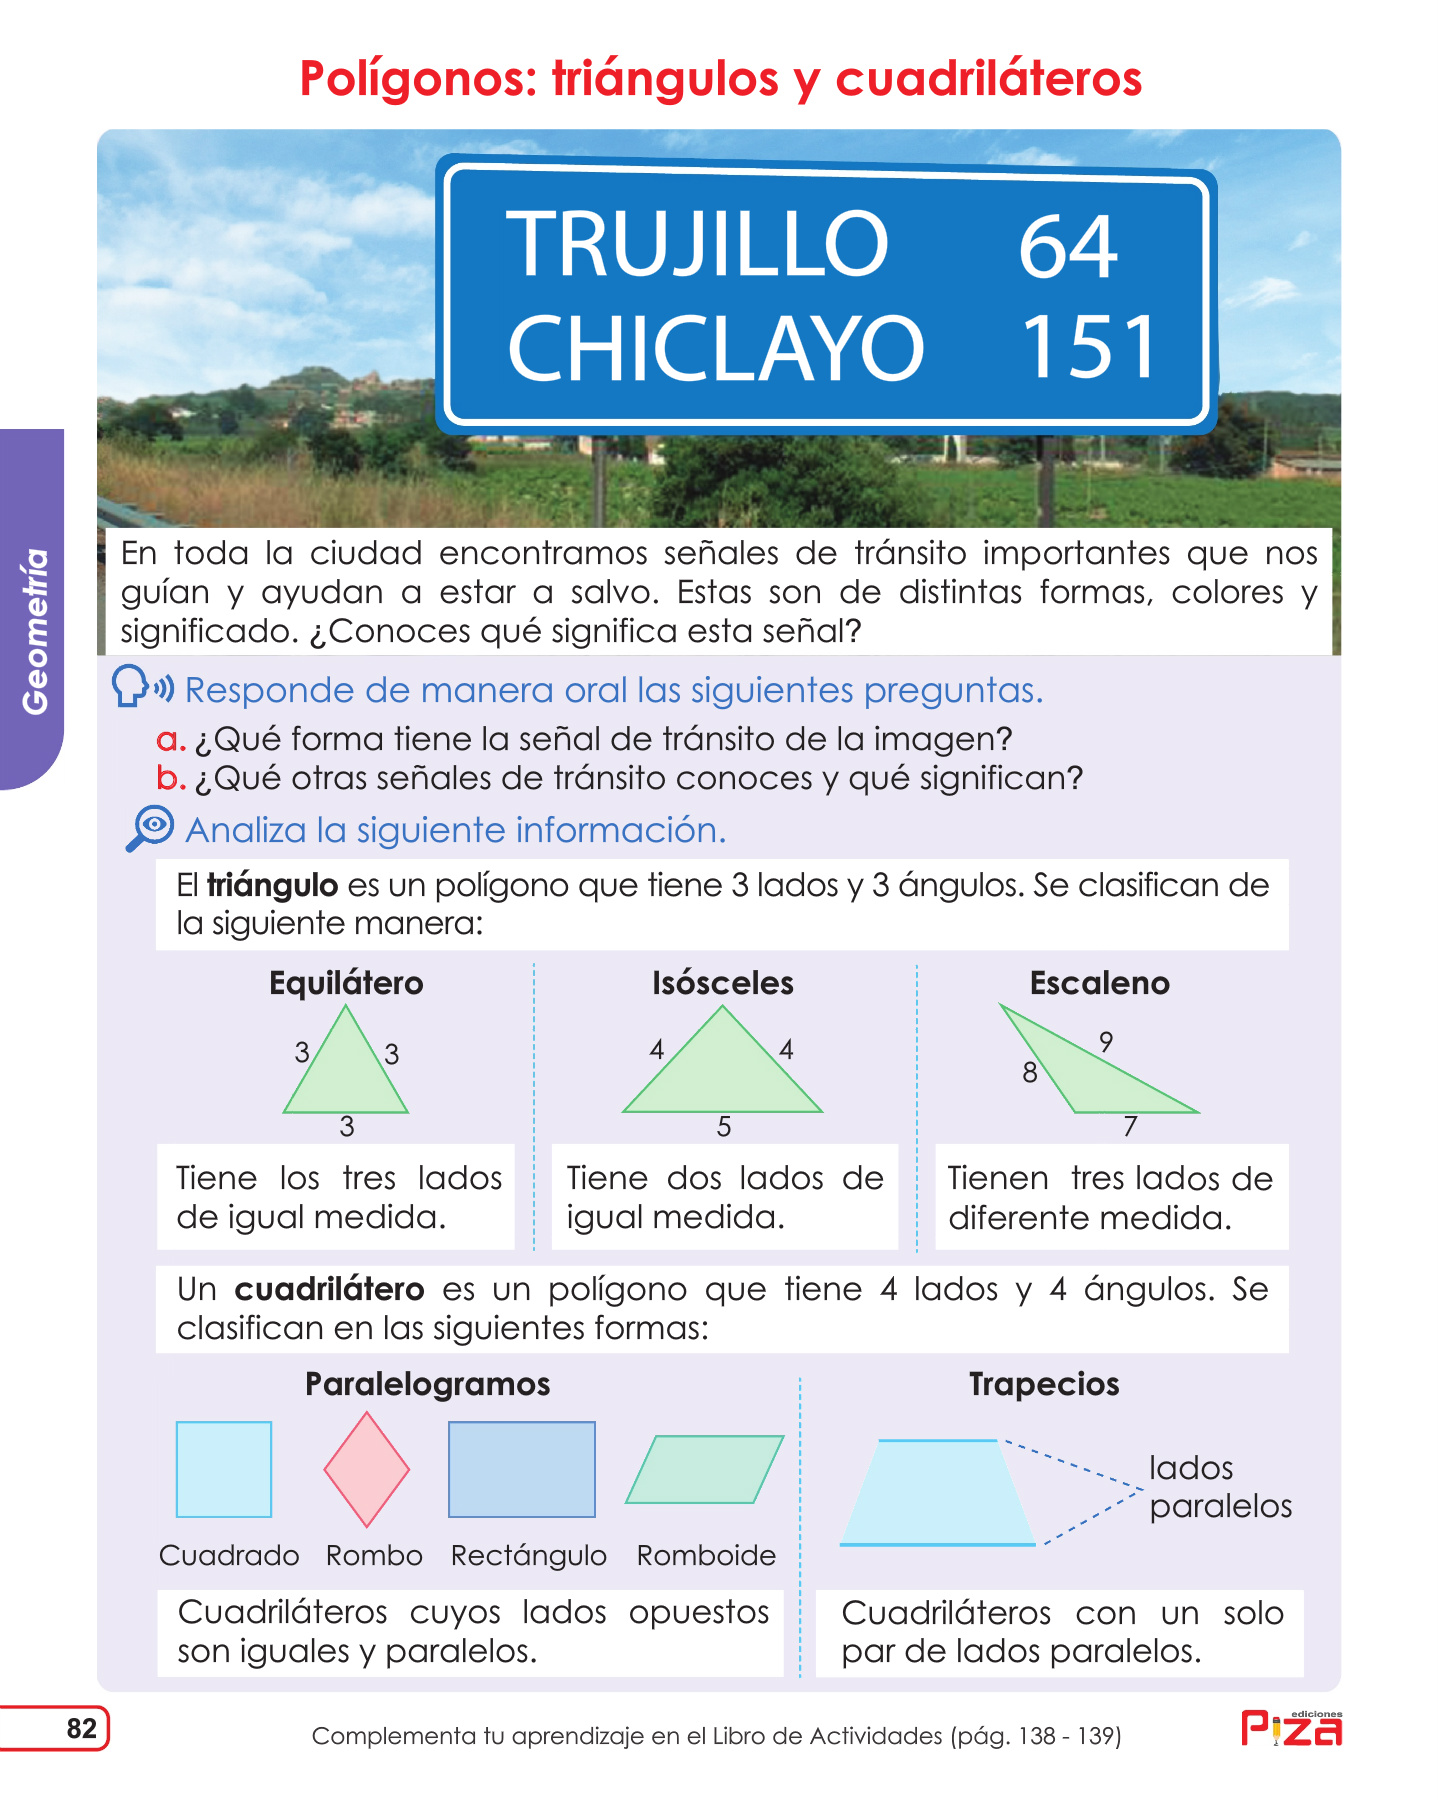 Polígonos: triángulos y cuadriláteros
TRUJILLO 64
CHICLAYO 151
En toda la ciudad encontramos señales de tránsito importantes que nos
guían y ayudan a estar a salvo. Estas son de distintas formas, colores y
significado. ¿Conoces qué significa esta señal?
Geometría
Responde de manera oral las siguientes preguntas.
a. ¿Qué forma tiene la señal de tránsito de la imagen?
b. ¿Qué otras señales de tránsito conoces y qué significan?
Analiza la siguiente información.
El triángulo es un polígono que tiene 3 lados y 3 ángulos. Se clasifican de
la siguiente manera:
Equilátero
3
3
3
Tiene los tres lados
de igual medida.
Isósceles
4
4
5
Tiene dos lados de
igual medida.
Escaleno
9
8
7
Tienen tres lados de
diferente medida.
Un cuadrilátero es un polígono que tiene 4 lados y 4 ángulos. Se
clasifican en las siguientes formas:
Paralelogramos
Cuadrado Rombo Rectángulo Romboide
Cuadriláteros cuyos lados opuestos
son iguales y paralelos.
Trapecios
lados
paralelos
Cuadriláteros con un solo
par de lados paralelos.
82
Complementa tu aprendizaje en el Libro de Actividades (pág. 138 - 139)
ediciones
Piza